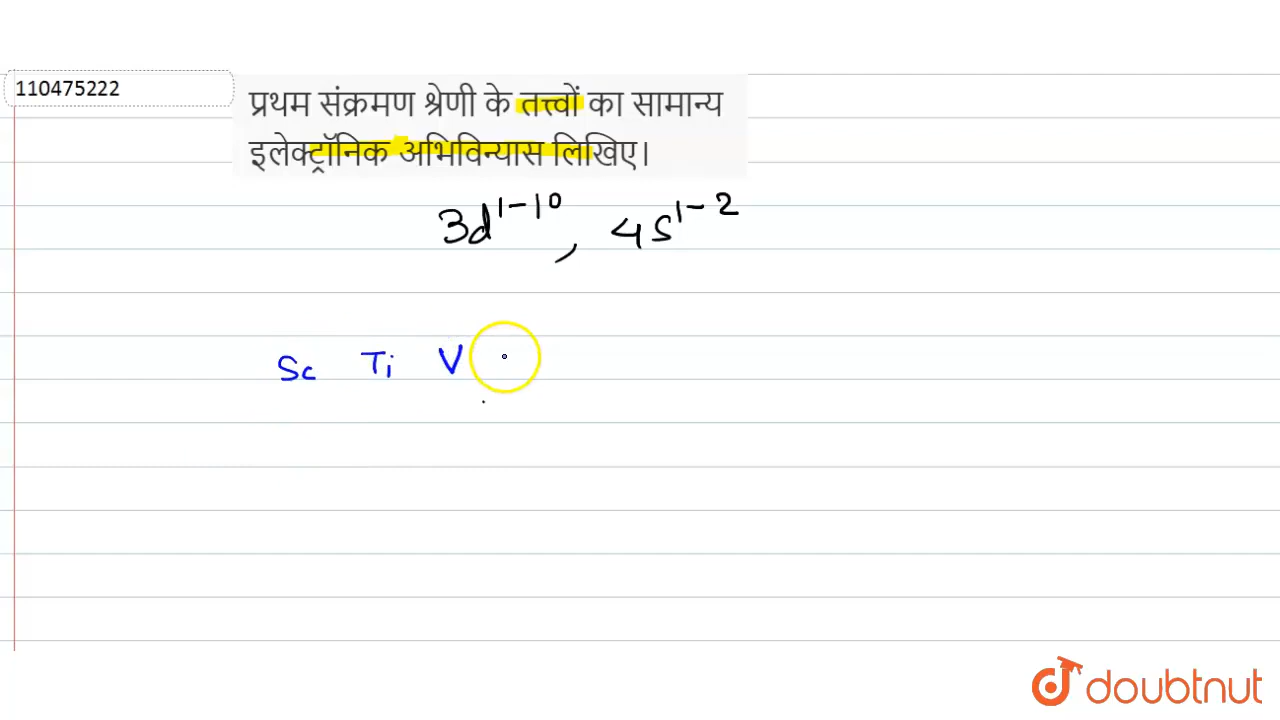 110475222
प्रथम संक्रमण श्रेणी के तत्त्वों का सामान्य
इलेक्ट्रॉनिक अभिविन्यास लिखिए।
3d¹⁻¹⁰, 4s¹⁻²
Sc Ti V
doubtnut